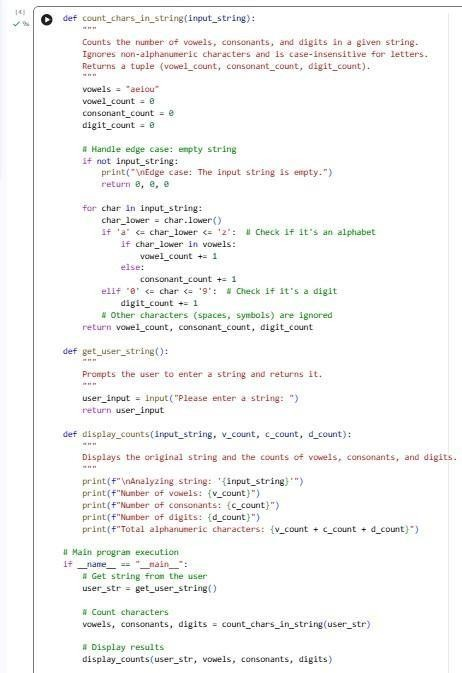 [4]
def count_chars_in_string(input_string):
    """
    Counts the number of vowels, consonants, and digits in a given string.
    Ignores non-alphanumeric characters and is case-insensitive for letters.
    Returns a tuple (vowel_count, consonant_count, digit_count).
    """
    vowels = "aeiou"
    vowel_count = 0
    consonant_count = 0
    digit_count = 0

    # Handle edge case: empty string
    if not input_string:
        print("\nEdge case: The input string is empty.")
        return 0, 0, 0

    for char in input_string:
        char_lower = char.lower()
        if 'a' <= char_lower <= 'z':  # Check if it's an alphabet
            if char_lower in vowels:
                vowel_count += 1
            else:
                consonant_count += 1
        elif '0' <= char <= '9':  # Check if it's a digit
            digit_count += 1
        # Other characters (spaces, symbols) are ignored
    return vowel_count, consonant_count, digit_count

def get_user_string():
    """
    Prompts the user to enter a string and returns it.
    """
    user_input = input("Please enter a string: ")
    return user_input

def display_counts(input_string, v_count, c_count, d_count):
    """
    Displays the original string and the counts of vowels, consonants, and digits.
    """
    print(f"\nAnalyzing string: '{input_string}'")
    print(f"Number of vowels: {v_count}")
    print(f"Number of consonants: {c_count}")
    print(f"Number of digits: {d_count}")
    print(f"Total alphanumeric characters: {v_count + c_count + d_count}")

# Main program execution
if __name__ == "__main__":
    # Get string from the user
    user_str = get_user_string()

    # Count characters
    vowels, consonants, digits = count_chars_in_string(user_str)

    # Display results
    display_counts(user_str, vowels, consonants, digits)